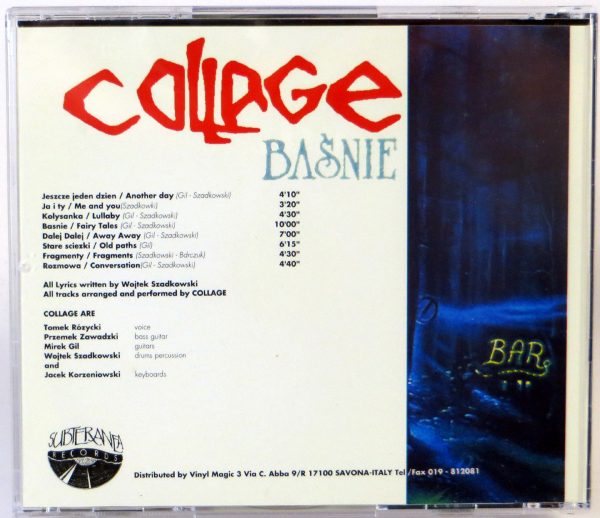 COLLAGE
BAŚNIE
Jeszcze jeden dzien / Another day (Gil - Szadkowski) 4'10"
Ja i ty / Me and you(Szadkowki) 3'20"
Kolysanka / Lullaby (Gil - Szadkowski) 4'30"
Basnie / Fairy Tales (Gil - Szadkowski) 10'00"
Dalej Dalej / Away Away (Gil - Szadkowski) 7'00"
Stare sciezki / Old paths (Gil) 6'15"
Fragmenty / Fragments (Szadkowski - Barczuk) 4'30"
Rozmowa / Conversation(Gil - Szadkowski) 4'40"
All Lyrics written by Wojtek Szadkowski
All tracks arranged and performed by COLLAGE
COLLAGE ARE
Tomek Różycki voice
Przemek Zawadzki bass guitar
Mirek Gil guitars
Wojtek Szadkowski drums percussion
and
Jacek Korzeniowski keyboards
BAR
SUBTERANEA
RECORDS
Distributed by Vinyl Magic 3 Via C. Abba 9/R 17100 SAVONA-ITALY Tel /Fax 019 - 812081